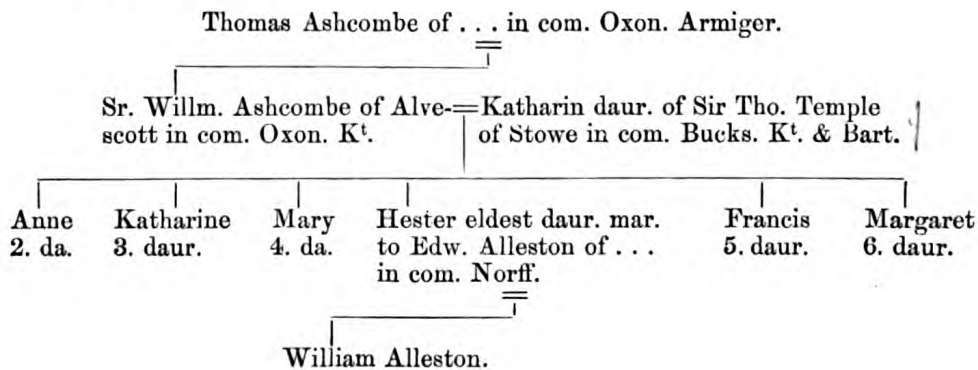 Thomas Ashcombe of . . . in com. Oxon. Armiger.
Sr. Willm. Ashcombe of Alve-
scott in com. Oxon. Kt.
Katharin daur. of Sir Tho. Temple
of Stowe in com. Bucks. Kt. & Bart.
Anne
2. da.
Katharine
3. daur.
Mary
4. da.
Hester eldest daur. mar.
to Edw. Alleston of . . .
in com. Norff.
Francis
5. daur.
Margaret
6. daur.
William Alleston.